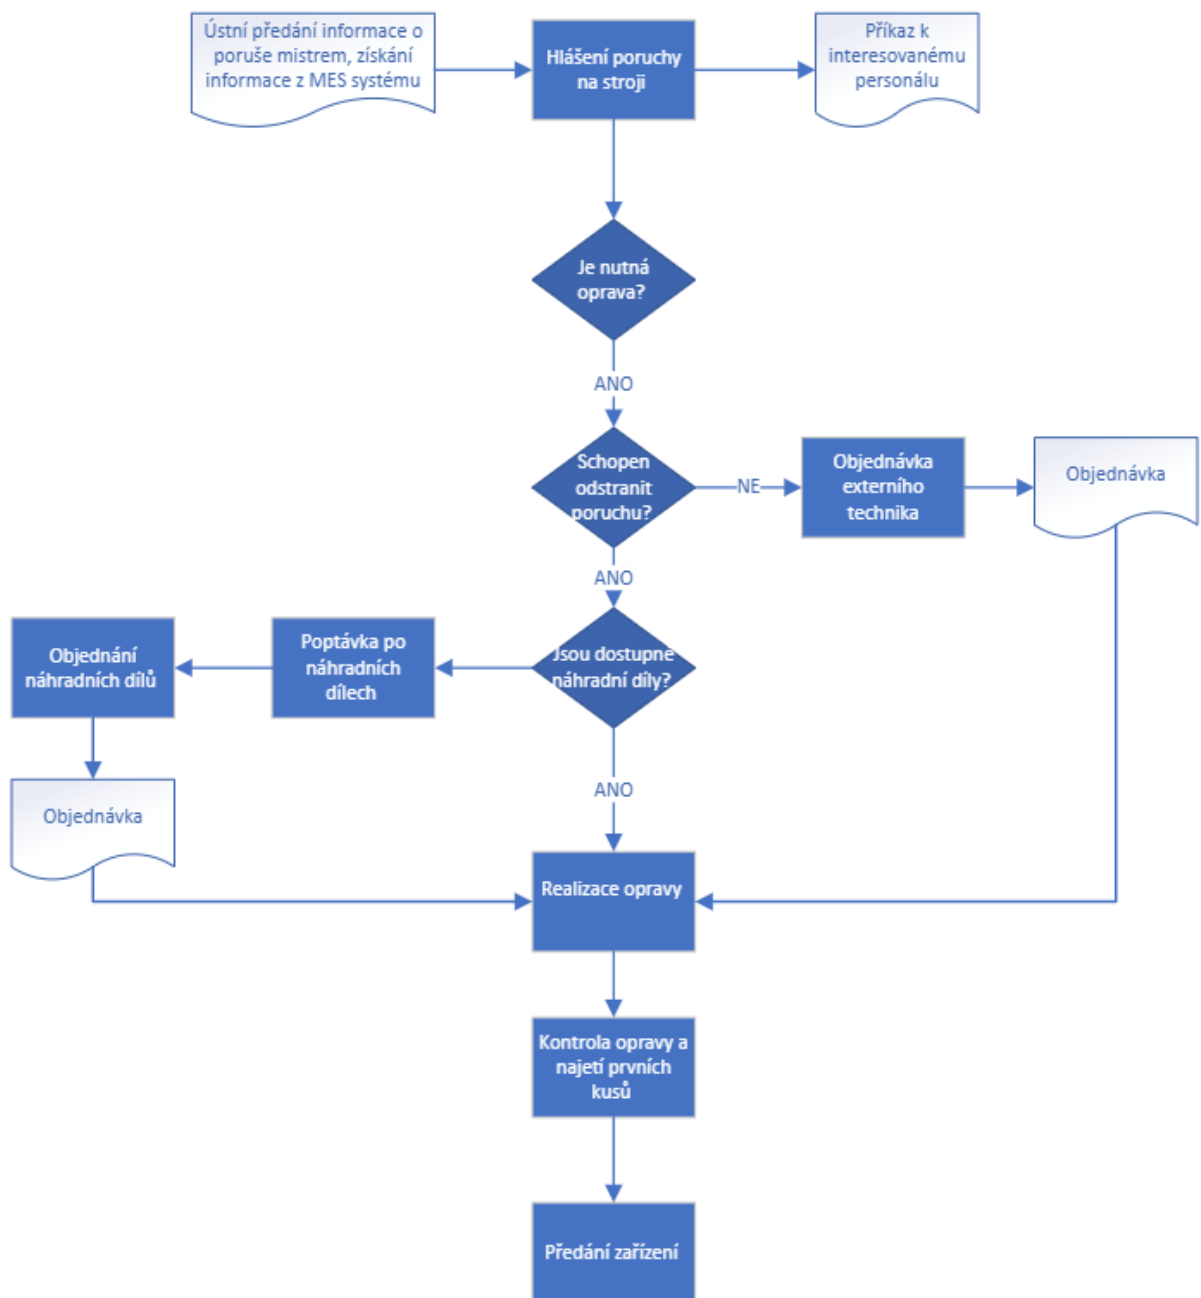 Ústní předání informace o
poruše mistrem, získání
informace z MES systému
Hlášení poruchy
na stroji
Příkaz k
interesovanému
personálu
Je nutná
oprava?
ANO
Schopen
odstranit
poruchu?
NE
Objednávka
externího
technika
Objednávka
ANO
Objednání
náhradních dílů
Poptávka po
náhradních
dílech
Jsou dostupne
náhradní díly?
ANO
Objednávka
Realizace opravy
Kontrola opravy a
najetí prvních
kusů
Předání zařízení